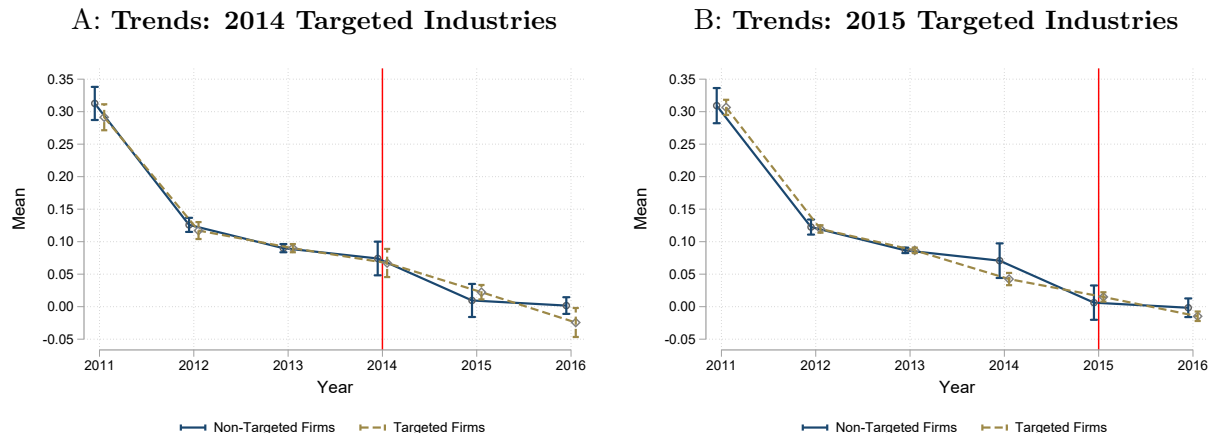 A: Trends: 2014 Targeted Industries
0.35
0.30
0.25
0.20
0.15
0.10
0.05
0.00
-0.05
Mean
2011 2012 2013 2014 2015 2016
Year
Non-Targeted Firms Targeted Firms
B: Trends: 2015 Targeted Industries
0.35
0.30
0.25
0.20
0.15
0.10
0.05
0.00
-0.05
Mean
2011 2012 2013 2014 2015 2016
Year
Non-Targeted Firms Targeted Firms